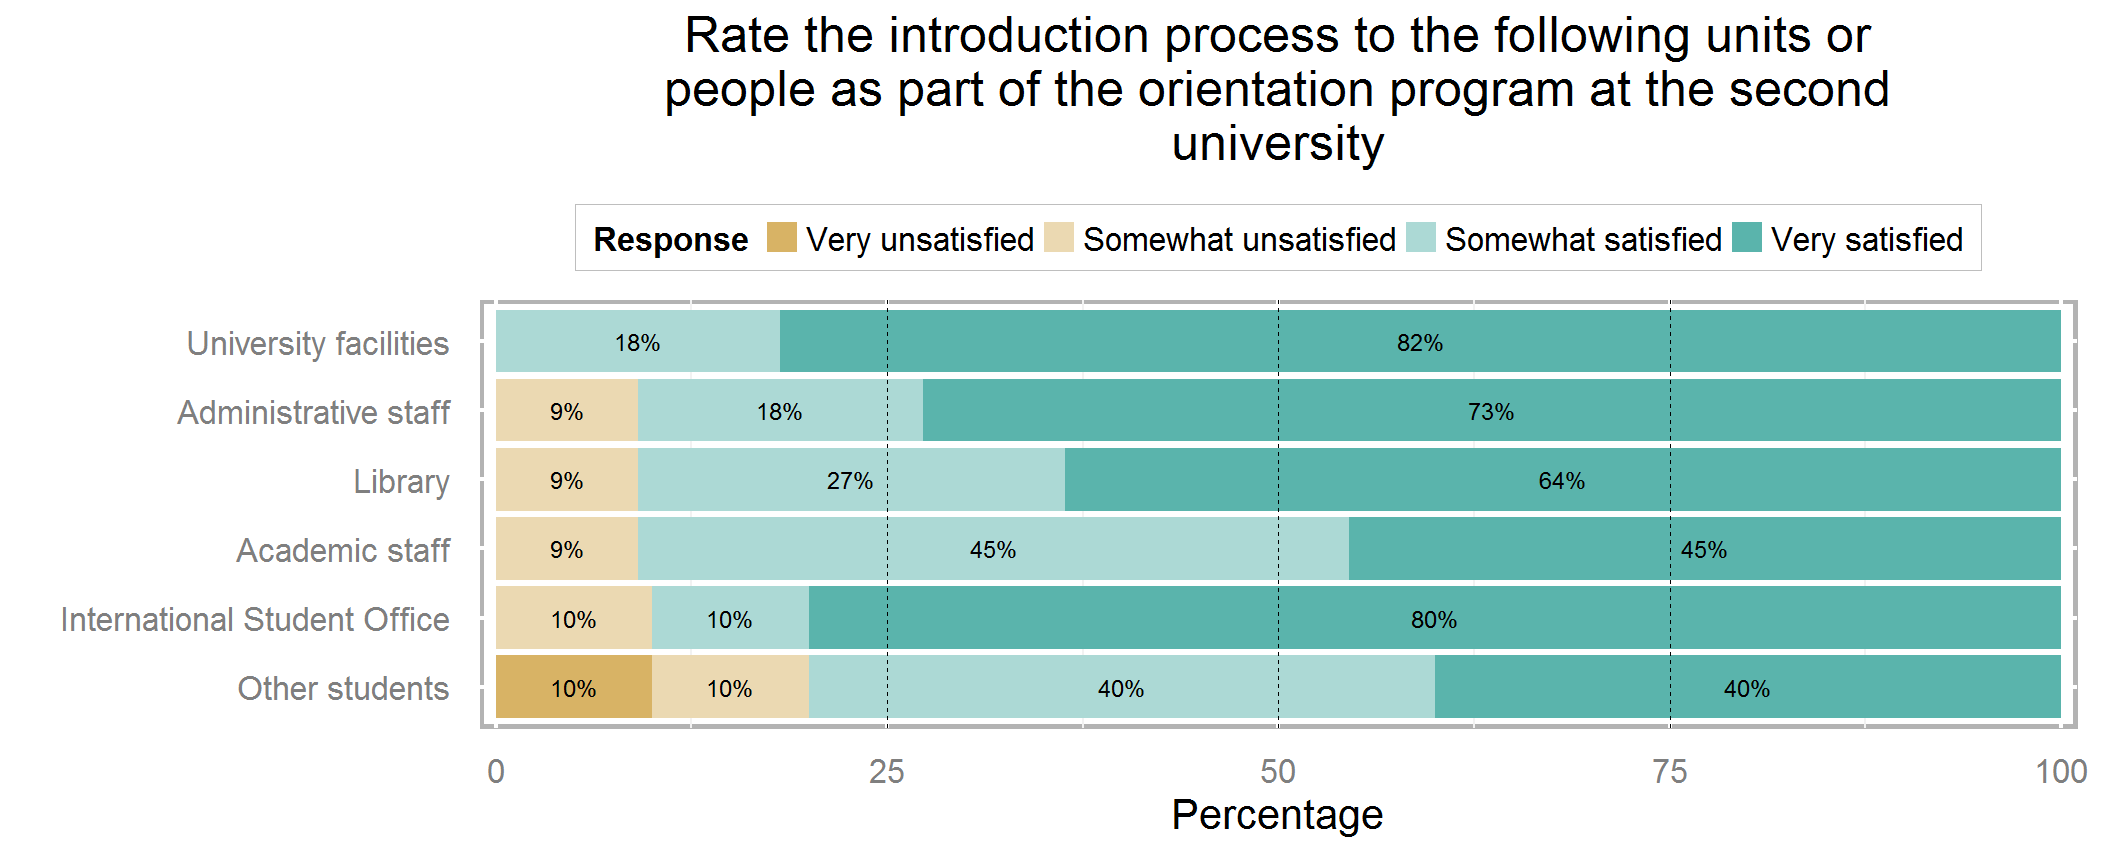 Rate the introduction process to the following units or
people as part of the orientation program at the second
university
Response Very unsatisfied Somewhat unsatisfied Somewhat satisfied Very satisfied
University facilities 18% 82%
Administrative staff 9% 18% 73%
Library 9% 27% 64%
Academic staff 9% 45% 45%
International Student Office 10% 10% 80%
Other students 10% 10% 40% 40%
0 25 50 75 100
Percentage